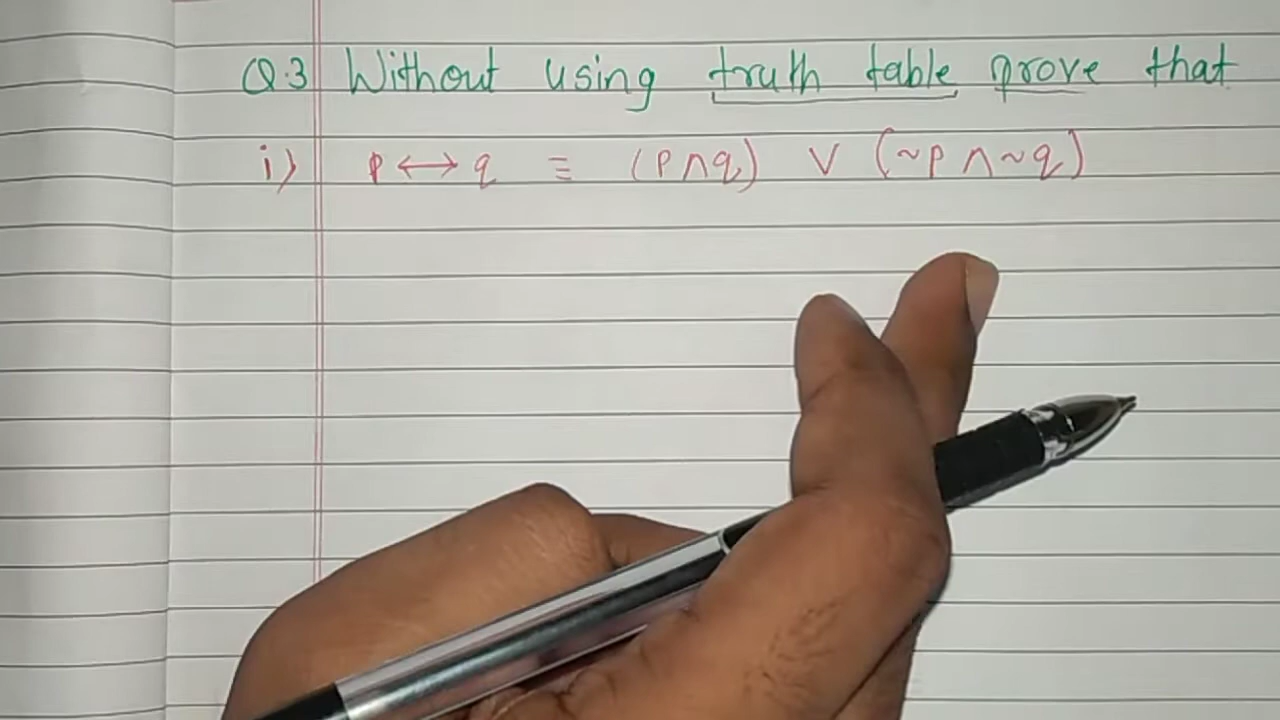 Q.3 Without using truth table prove that
i) p ↔ q ≡ (p ∧ q) ∨ (~p ∧ ~q)